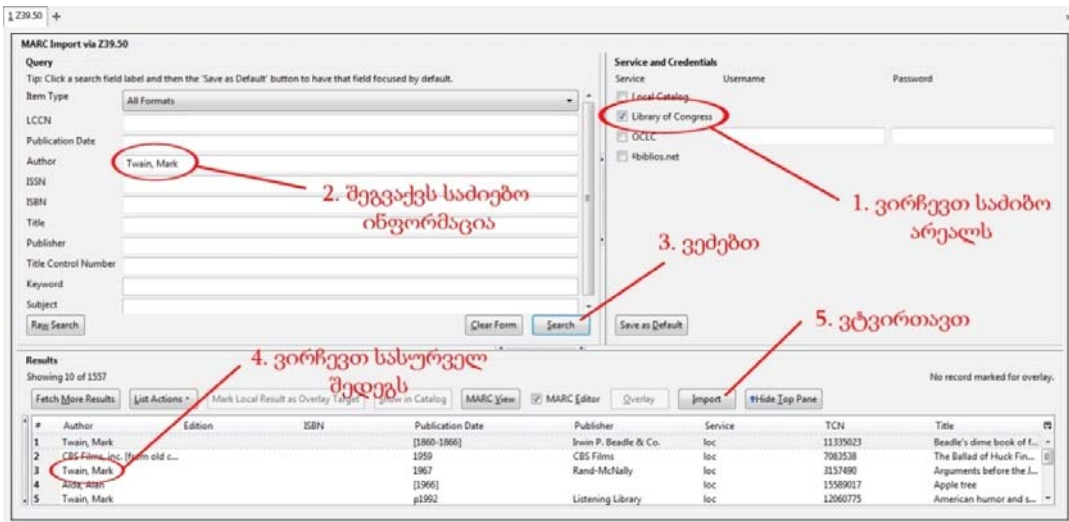 1 Z39.50 +
MARC Import via Z39.50
Query
Tip: Click a search field label and then the 'Save as Default' button to have that field focused by default.
Item Type All Formats
LCCN
Publication Date
Author Twain, Mark
ISSN
ISBN
Title
Publisher
Title Control Number
Keyword
Subject
Raw Search Clear Form Search
Service and Credentials
Service Username Password
Local Catalog
Library of Congress
OCLC
‡biblios.net
Save as Default
1. ვირჩევთ საძიბო
არეალს
2. შეგვაქვს საძიებო
ინფორმაცია
3. ვეძებთ
4. ვირჩევთ სასურველ
შედეგს
5. ვტვირთავთ
Results
Showing 10 of 1557 No record marked for overlay.
Fetch More Results List Actions Mark Local Result as Overlay Target Show in Catalog MARC View MARC Editor Overlay Import Hide Top Pane
# Author Edition ISBN Publication Date Publisher Service TCN Title
1 Twain, Mark [1860-1866] Irwin P. Beadle & Co. loc 11335023 Beadle's dime book of f...
2 CBS Films, inc. [from old c... 1959 CBS Films loc 7083538 The Ballad of Huck Fin...
3 Twain, Mark 1967 Rand-McNally loc 3157490 Arguments before the J...
4 Alda, Alan [1966] loc 15589017 Apple tree
5 Twain, Mark p1992 Listening Library loc 12060775 American humor and s...